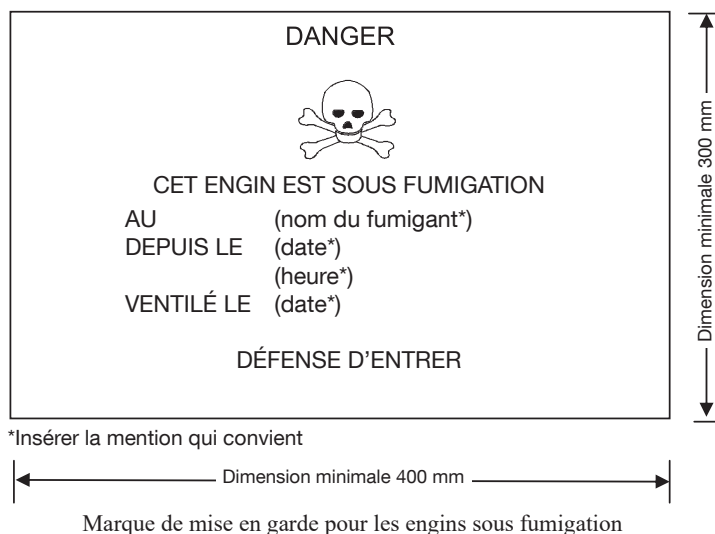 DANGER
CET ENGIN EST SOUS FUMIGATION
AU (nom du fumigant*)
DEPUIS LE (date*)
(heure*)
VENTILÉ LE (date*)
DÉFENSE D’ENTRER
Dimension minimale 300 mm
*Insérer la mention qui convient
Dimension minimale 400 mm
Marque de mise en garde pour les engins sous fumigation